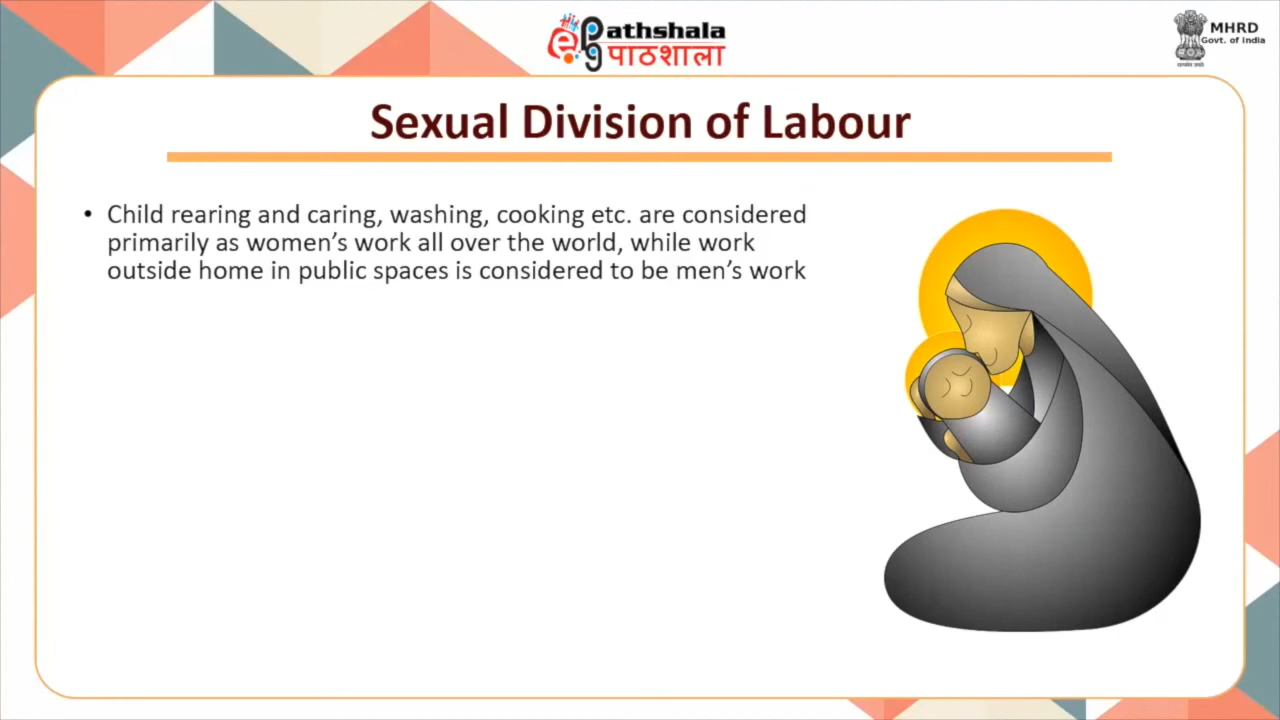 e pg Pathshala
पाठशाला
MHRD
Govt. of India
Sexual Division of Labour
• Child rearing and caring, washing, cooking etc. are considered
primarily as women's work all over the world, while work
outside home in public spaces is considered to be men's work